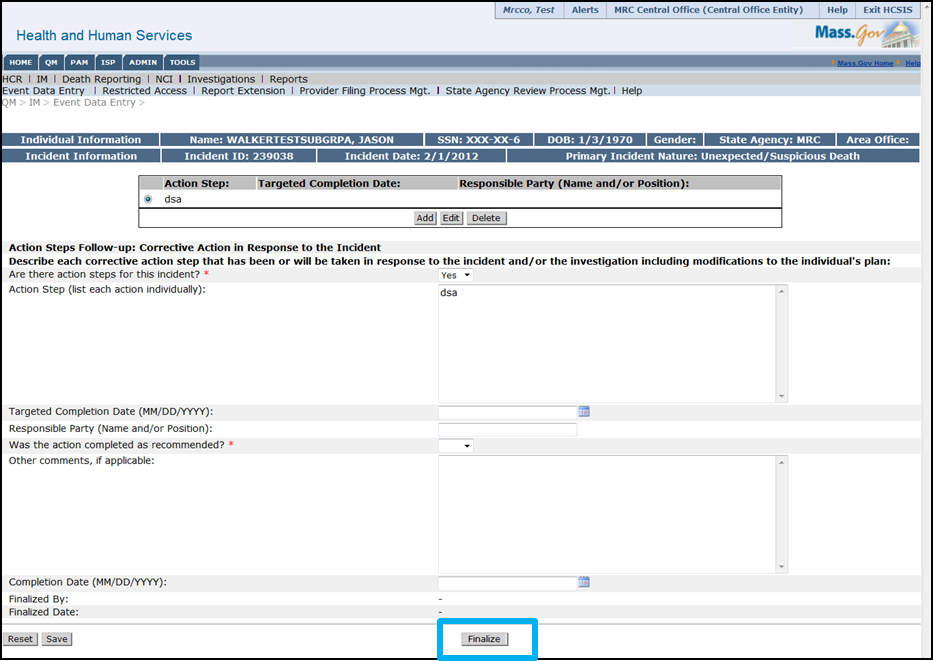 Mrcco, Test Alerts MRC Central Office (Central Office Entity) Help Exit HCSIS
Health and Human Services
Mass.Gov
HOME QM PAM ISP ADMIN TOOLS
Mass.Gov Home Help
HCR | IM | Death Reporting | NCI | Investigations | Reports
Event Data Entry | Restricted Access | Report Extension | Provider Filing Process Mgt. | State Agency Review Process Mgt. | Help
QM > IM > Event Data Entry >
Individual Information Name: WALKERTESTSUBGRPA, JASON SSN: XXX-XX-6 DOB: 1/3/1970 Gender: State Agency: MRC Area Office:
Incident Information Incident ID: 239038 Incident Date: 2/1/2012 Primary Incident Nature: Unexpected/Suspicious Death
Action Step: Targeted Completion Date: Responsible Party (Name and/or Position):
dsa
Add Edit Delete
Action Steps Follow-up: Corrective Action in Response to the Incident
Describe each corrective action step that has been or will be taken in response to the incident and/or the investigation including modifications to the individual's plan:
Are there action steps for this incident? * Yes
Action Step (list each action individually): dsa
Targeted Completion Date (MM/DD/YYYY):
Responsible Party (Name and/or Position):
Was the action completed as recommended? *
Other comments, if applicable:
Completion Date (MM/DD/YYYY):
Finalized By: -
Finalized Date: -
Reset Save Finalize